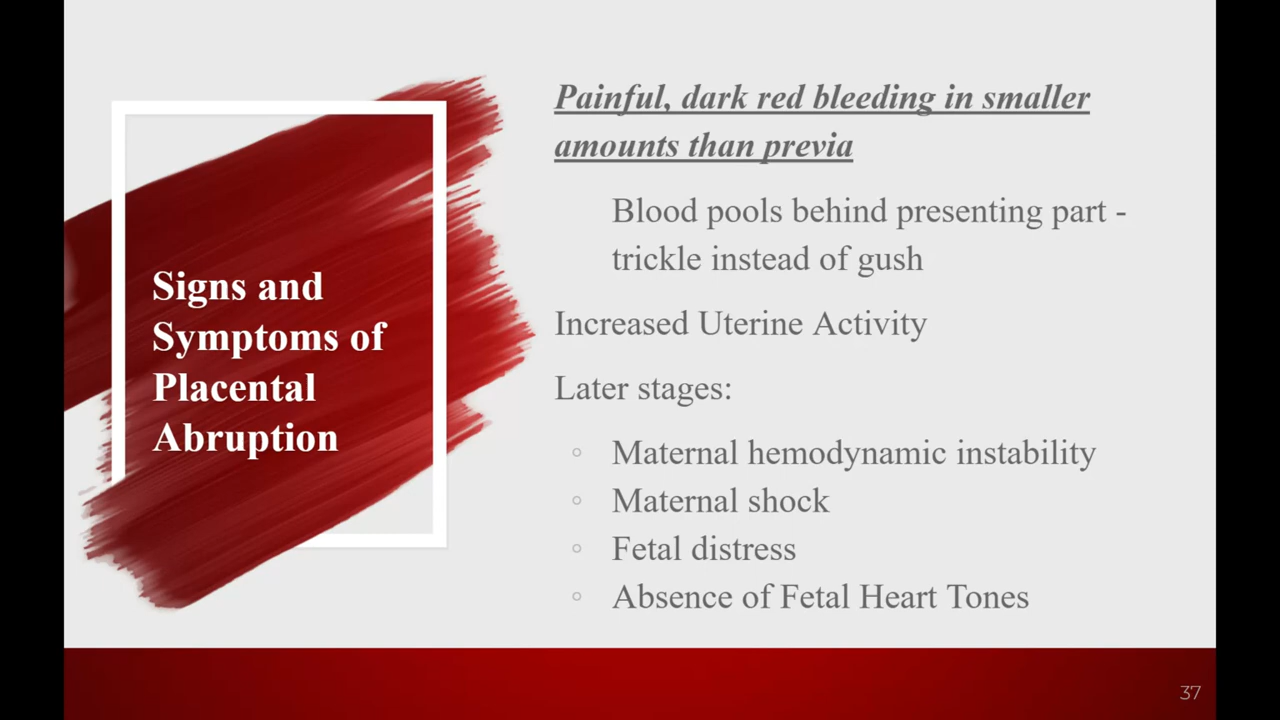 Signs and
Symptoms of
Placental
Abruption
Painful, dark red bleeding in smaller
amounts than previa
Blood pools behind presenting part -
trickle instead of gush
Increased Uterine Activity
Later stages:
◦ Maternal hemodynamic instability
◦ Maternal shock
◦ Fetal distress
◦ Absence of Fetal Heart Tones
37